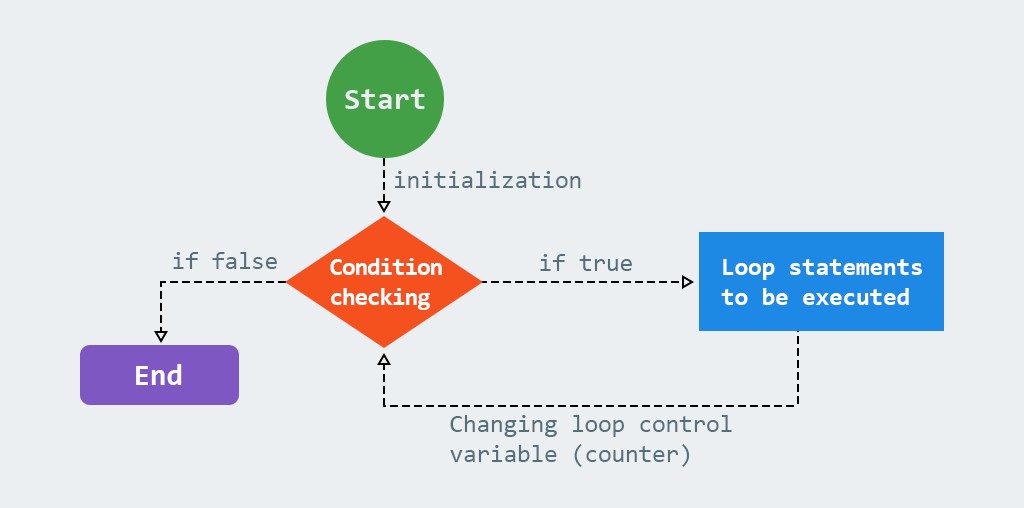 Start
initialization
if false
if true
Condition
checking
Loop statements
to be executed
End
Changing loop control
variable (counter)